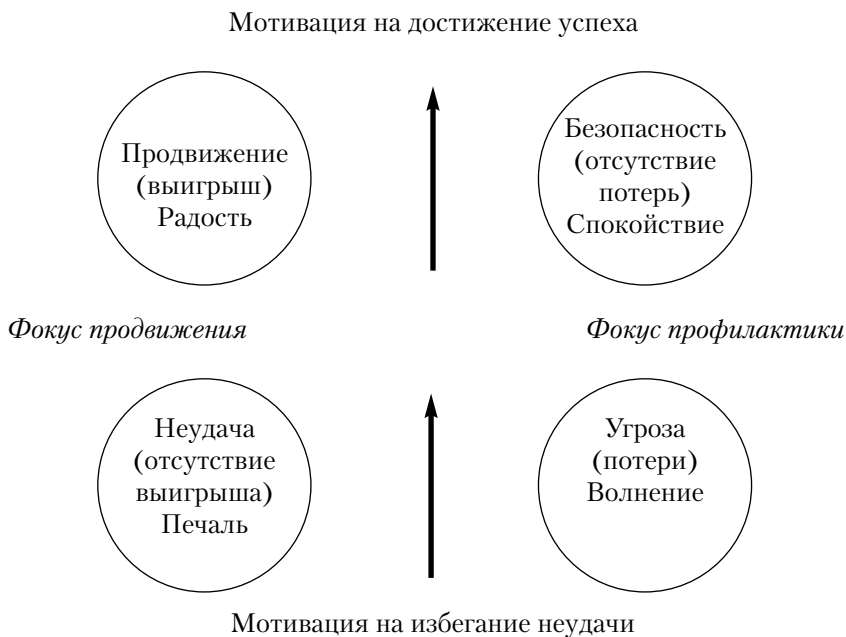 Мотивация на достижение успеха
Продвижение
(выигрыш)
Радость
Безопасность
(отсутствие
потерь)
Спокойствие
Фокус продвижения
Фокус профилактики
Неудача
(отсутствие
выигрыша)
Печаль
Угроза
(потери)
Волнение
Мотивация на избегание неудачи